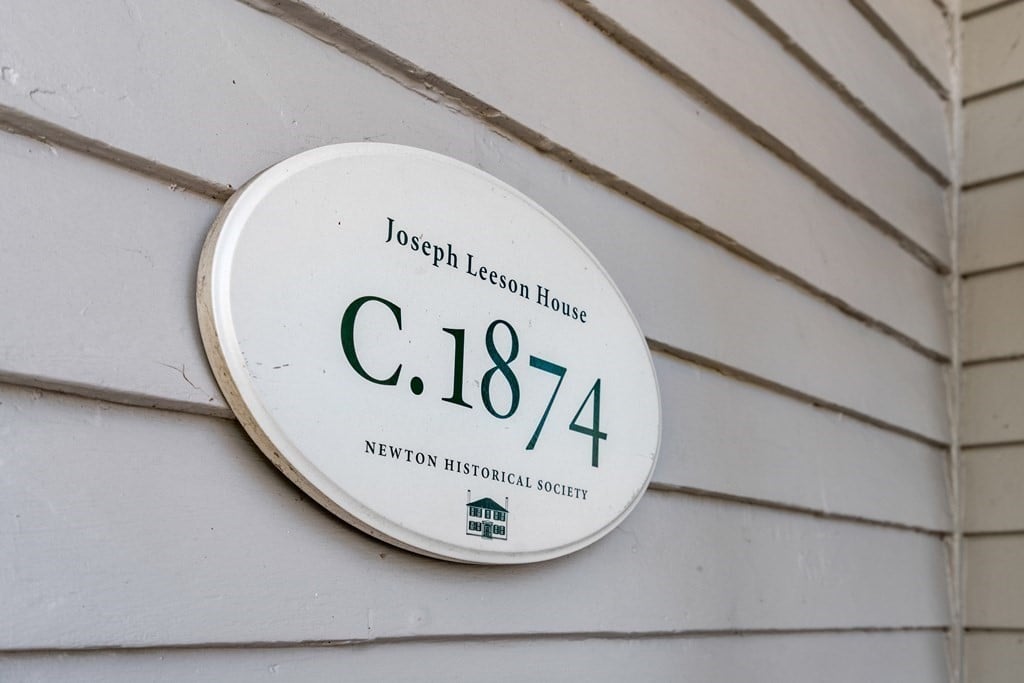 Joseph Leeson House
C.1874
NEWTON HISTORICAL SOCIETY